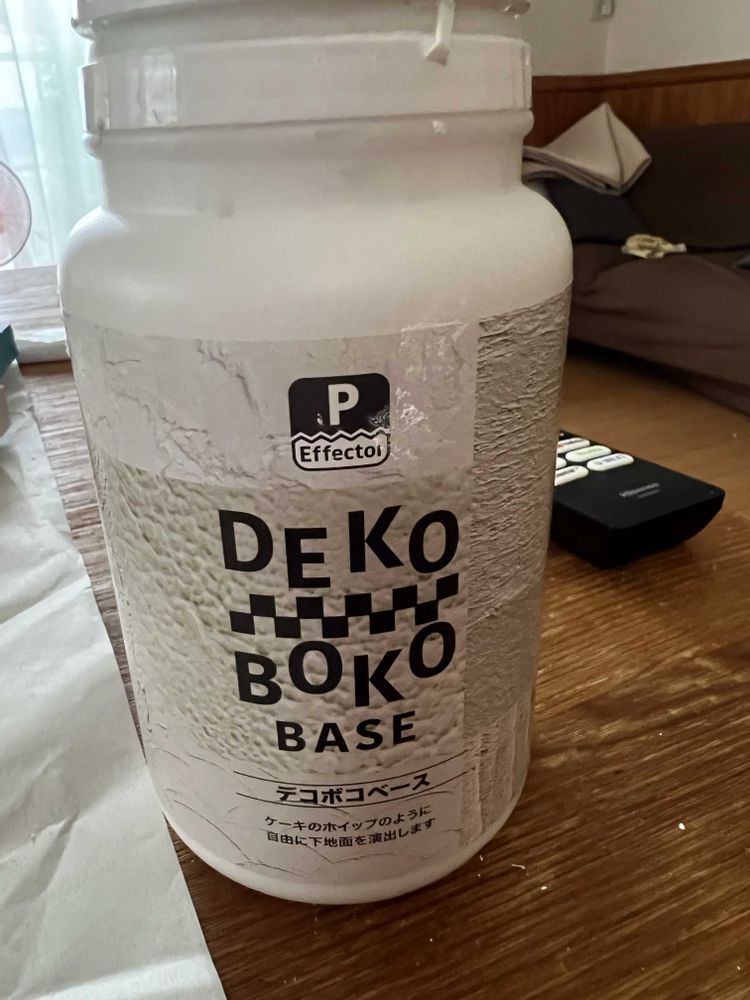 P
Effector
DEKO
BOKO
BASE
デコボコベース
ケーキのホイップのように
自由に下地面を演出します